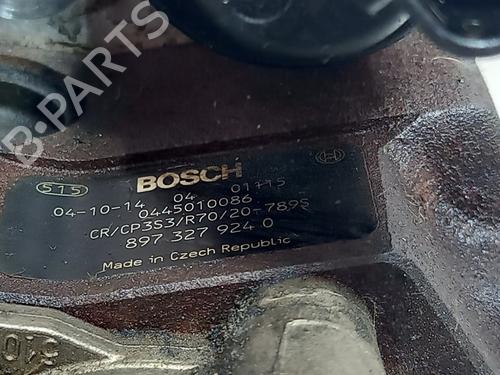 B-PARTS
515 BOSCH
04-10-14 04 01115
0445010086
CR/CP3S3/R70/20-789S
897 327 924 0
Made in Czech Republic